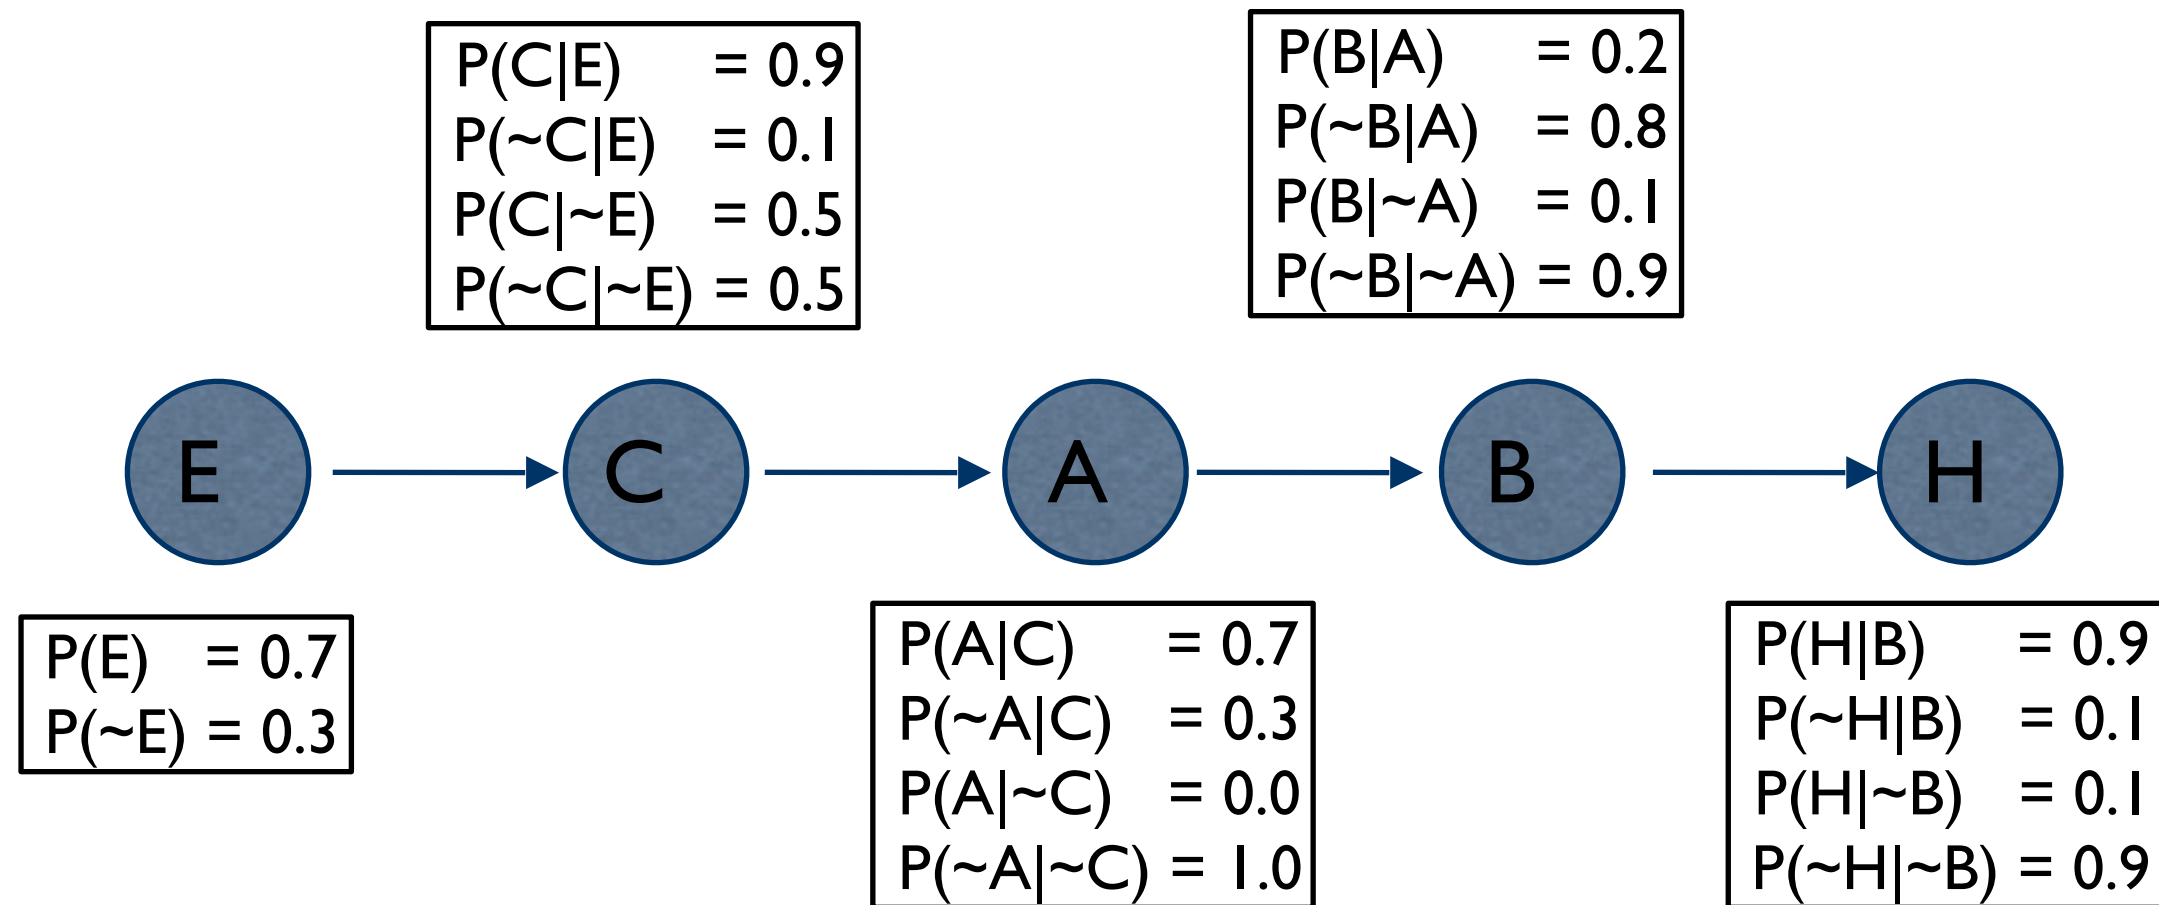 P(C|E) = 0.9
P(~C|E) = 0.1
P(C|~E) = 0.5
P(~C|~E) = 0.5
P(B|A) = 0.2
P(~B|A) = 0.8
P(B|~A) = 0.1
P(~B|~A) = 0.9
E
C
A
B
H
P(E) = 0.7
P(~E) = 0.3
P(A|C) = 0.7
P(~A|C) = 0.3
P(A|~C) = 0.0
P(~A|~C) = 1.0
P(H|B) = 0.9
P(~H|B) = 0.1
P(H|~B) = 0.1
P(~H|~B) = 0.9